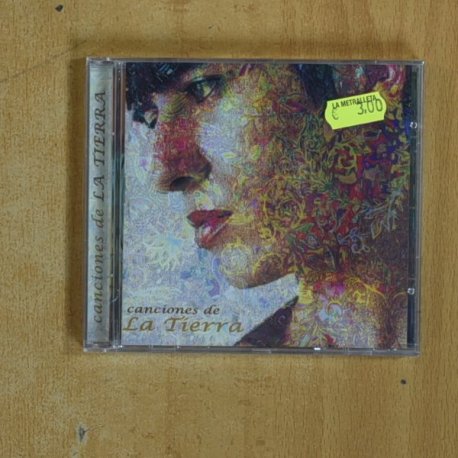 canciones de LA TIERRA
LA METRALLETA
€ 3,00
canciones de
La Tierra